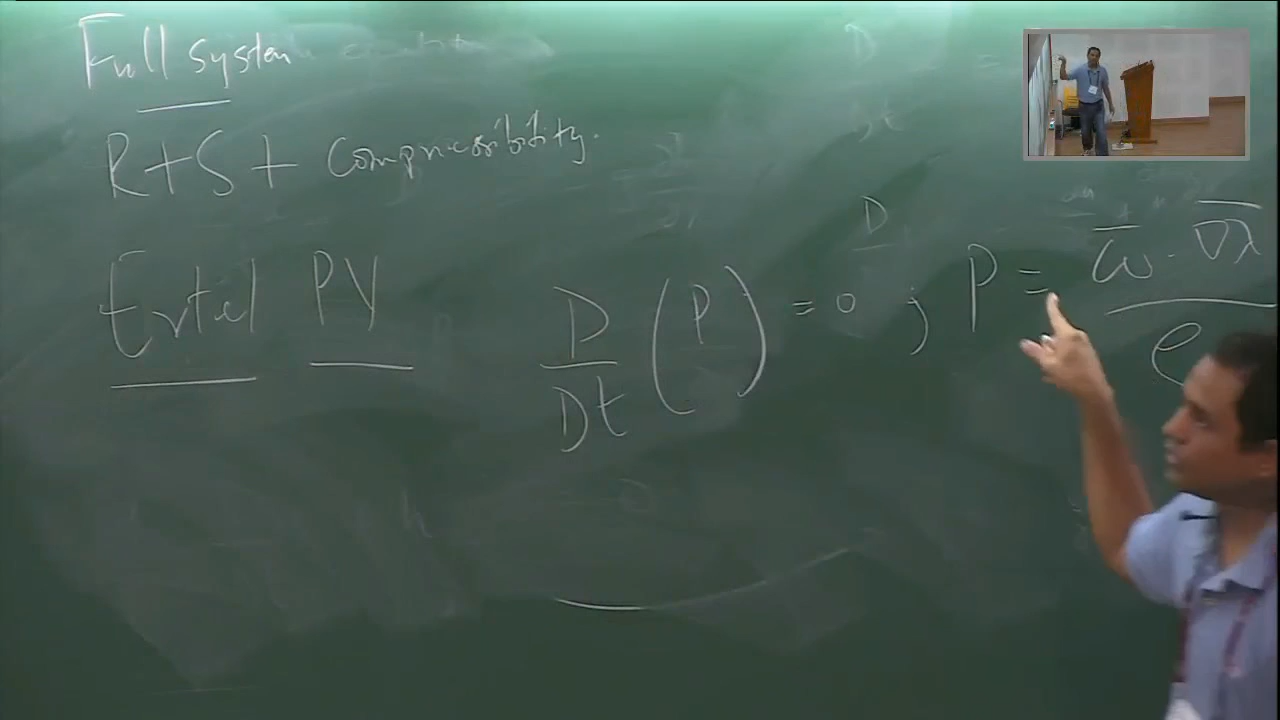 Full system
R+S+ Compressibility.
Ertel PV D/Dt (P) = 0 ; P = ω̅ · ∇λ̅ / ρ